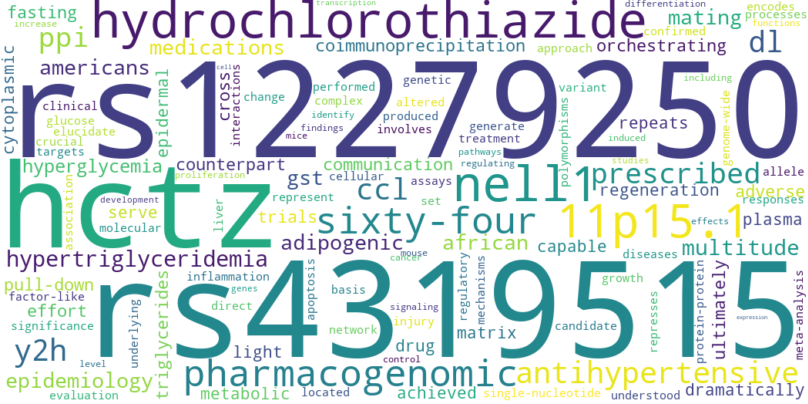 fasting
increase
hydrochlorothiazide
transcription
differentiation
mating
encodes
processes
functions
ppi
medications
coimmunoprecipitation
approach
orchestrating
confirmed
dl
cytoplasmic
americans
rs12279250
clinical
glucose
elucidate
crucial
targets
epidermal
change
cross
cell
interactions
performed
complex
identify
findings
mice
genetic
altered
produced
involves
generate
treatment
pathways
regulating
variant
polymorphisms
induced
studies
repeats
including
genome-wide
allele
hyperglycemia
counterpart
communication
proliferation
hctz
association
development
serve
molecular
liver
gst
cellular
represent
trials
ccl
assays
set
nell1
prescribed
regeneration
adverse
responses
sixty-four
11p15.1
plasma
effects
hypertriglyceridemia
adipogenic
african
mouse
cancer
capable
diseases
multitude
pull-down
factor-like
effort
significance
rs4319515
underlying
triglycerides
inflammation
genes
direct
apoptosis
basis
network
signaling
injury
regulatory
mechanisms
matrix
candidate
growth
represses
protein-protein
ultimately
expression
meta-analysis
y2h
level
light
drug
control
epidemiology
evaluation
metabolic
located
pharmacogenomic
achieved
antihypertensive
single-nucleotide
understood
dramatically